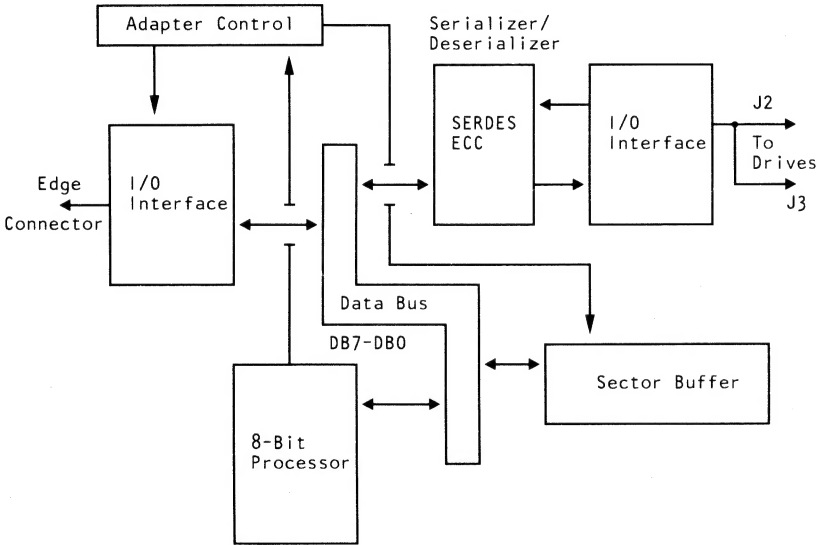 Adapter Control
Serializer/
Deserializer
SERDES
ECC
I/O
Interface
J2
To
Drives
J3
Edge
Connector
I/O
Interface
Data Bus
DB7-DB0
Sector Buffer
8-Bit
Processor